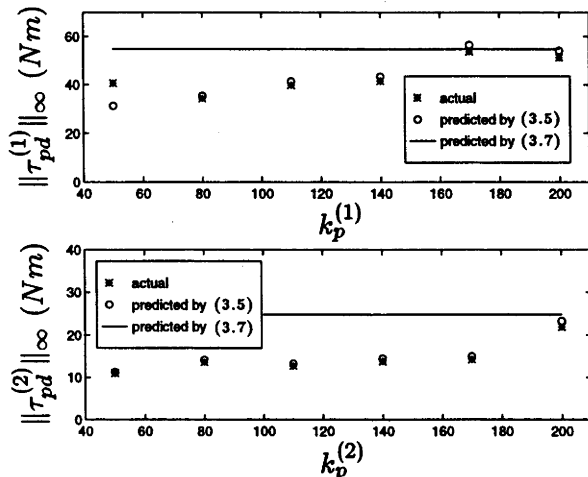 ‖τ_pd^(1)‖_∞ (Nm)
60
40
20
0
actual
predicted by (3.5)
predicted by (3.7)
40 60 80 100 120 140 160 180 200
k_p^(1)
‖τ_pd^(2)‖_∞ (Nm)
40
30
20
10
0
actual
predicted by (3.5)
predicted by (3.7)
40 60 80 100 120 140 160 180 200
k_p^(2)